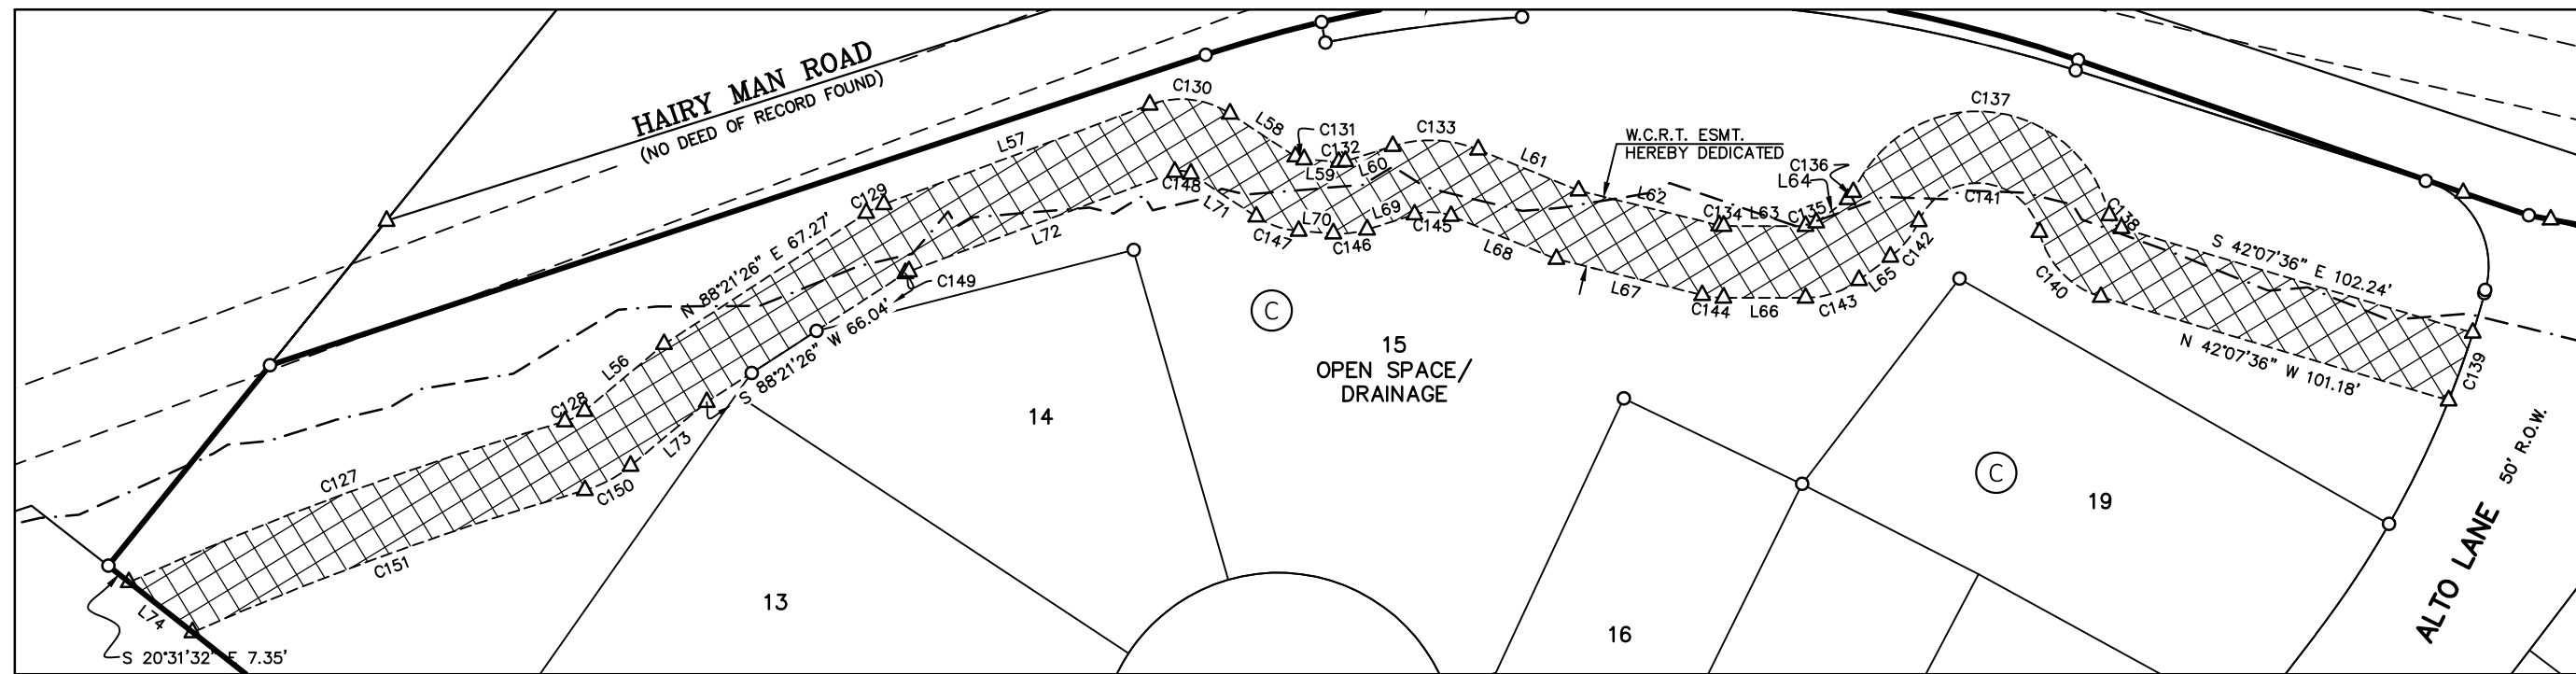 HAIRY MAN ROAD
(NO DEED OF RECORD FOUND)
C130
L58
C131
C132
L59
L60
C133
L61
W.C.R.T. ESMT.
HEREBY DEDICATED
L62
C134
L63
C135
C136
L64
C137
C138
S 42°07'36" E 102.24'
C139
N 42°07'36" W 101.18'
C140
C141
C142
L65
C143
L66
C144
L67
L68
C145
L69
C146
L70
C147
L71
C148
L72
C149
L57
C129
N 88°21'26" E 67.27'
S 88°21'26" W 66.04'
L56
C128
L73
C150
C127
C151
L74
S 20°31'32" E 7.35'
C
15
OPEN SPACE/
DRAINAGE
14
13
16
C
19
ALTO LANE
50' R.O.W.